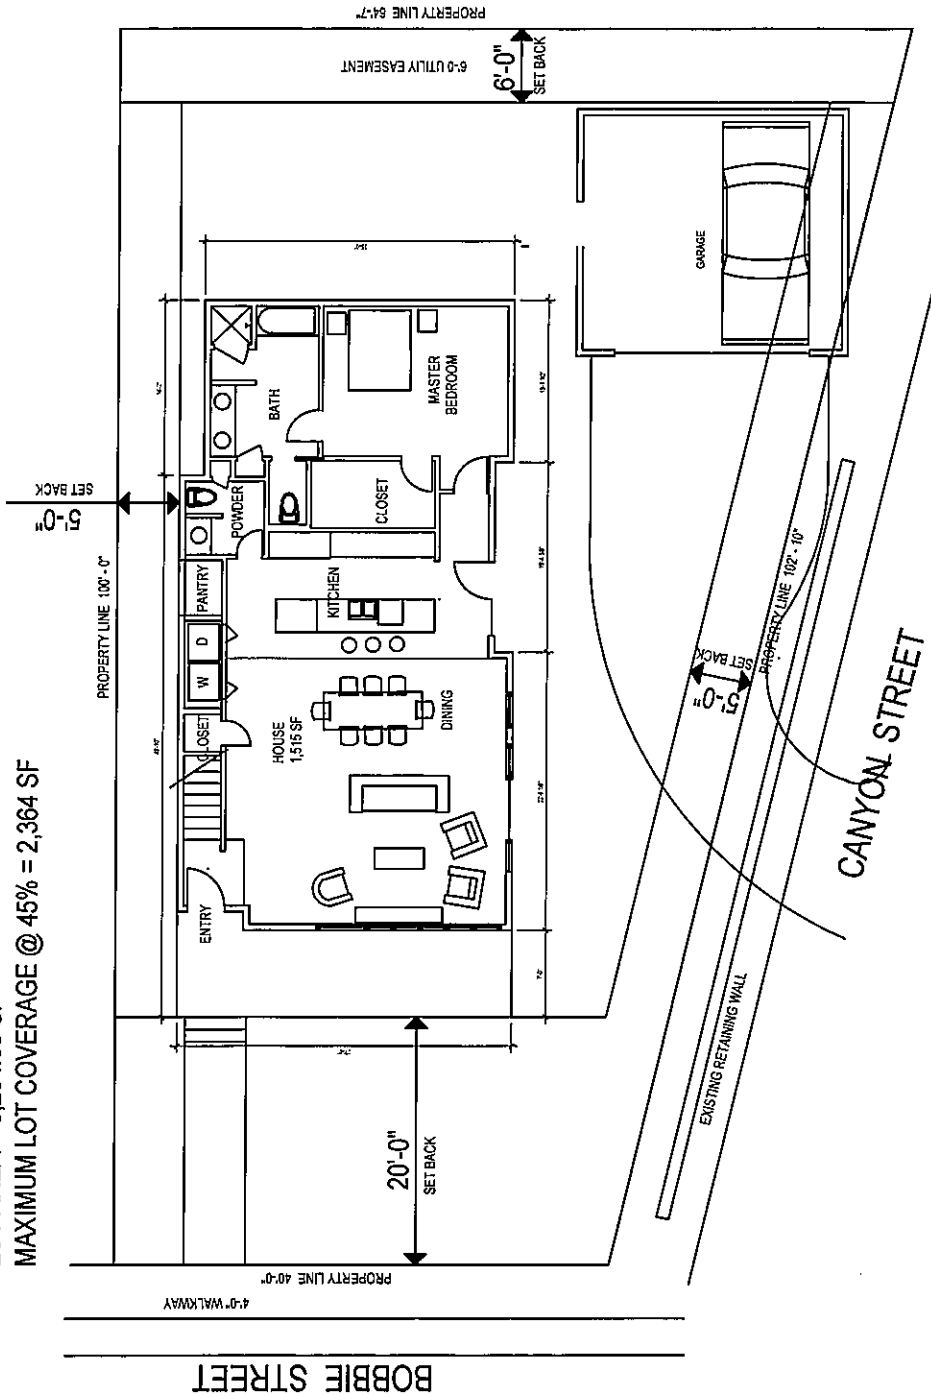 MAXIMUM LOT COVERAGE @ 45% = 2,364 SF
PROPERTY LINE 64'-7"
6'-0 UTILIY EASEMENT
6'-0"
SET BACK
5'-0"
SET BACK
PROPERTY LINE 100'-0"
GARAGE
BATH
MASTER
BEDROOM
POWDER
CLOSET
PANTRY
KITCHEN
D
W
CLOSET
HOUSE
1,515 SF
DINING
ENTRY
5'-0"
SET BACK
PROPERTY LINE 102'-10"
CANYON STREET
EXISTING RETAINING WALL
20'-0"
SET BACK
PROPERTY LINE 40'-0"
4'-0" WALKWAY
BOBBIE STREET